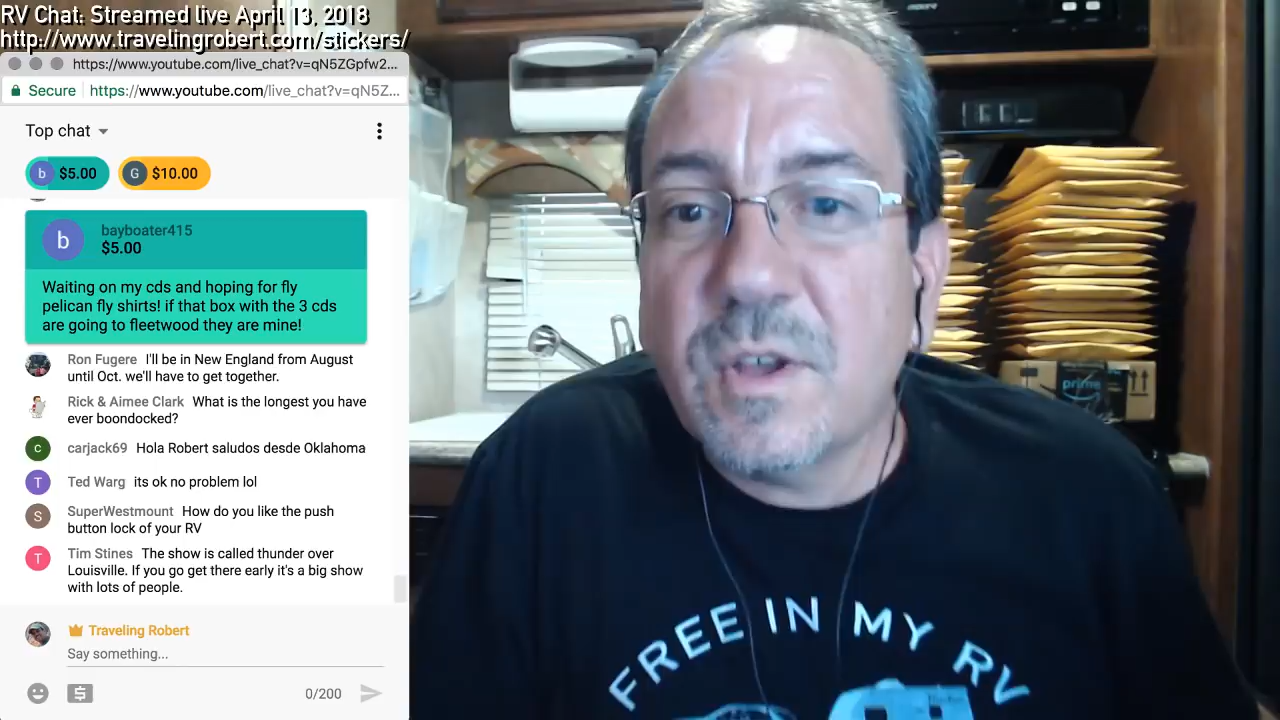 RV Chat: Streamed live April 13, 2018
http://www.travelingrobert.com/stickers/
https://www.youtube.com/live_chat?v=qN5ZGpfw2...
Secure https://www.youtube.com/live_chat?v=qN5Z...
Top chat
b $5.00 G $10.00
b bayboater415
$5.00
Waiting on my cds and hoping for fly
pelican fly shirts! if that box with the 3 cds
are going to fleetwood they are mine!
Ron Fugere I'll be in New England from August
until Oct. we'll have to get together.
Rick & Aimee Clark What is the longest you have
ever boondocked?
c carjack69 Hola Robert saludos desde Oklahoma
T Ted Warg its ok no problem lol
S SuperWestmount How do you like the push
button lock of your RV
T Tim Stines The show is called thunder over
Louisville. If you go get there early it's a big show
with lots of people.
Traveling Robert
Say something...
0/200
prime
FREE IN MY RV